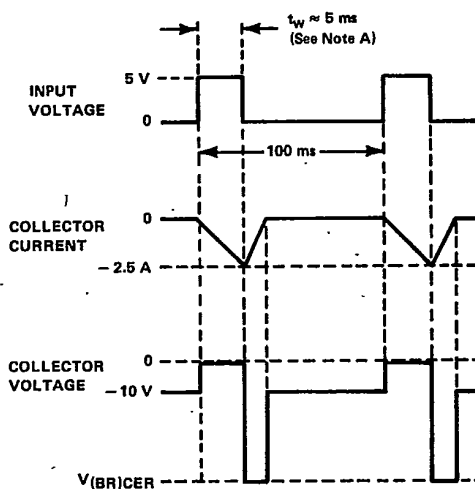 t_W ≈ 5 ms
(See Note A)
5 V
INPUT
VOLTAGE
0
100 ms
0
COLLECTOR
CURRENT
−2.5 A
0
COLLECTOR
VOLTAGE
−10 V
V(BR)CER